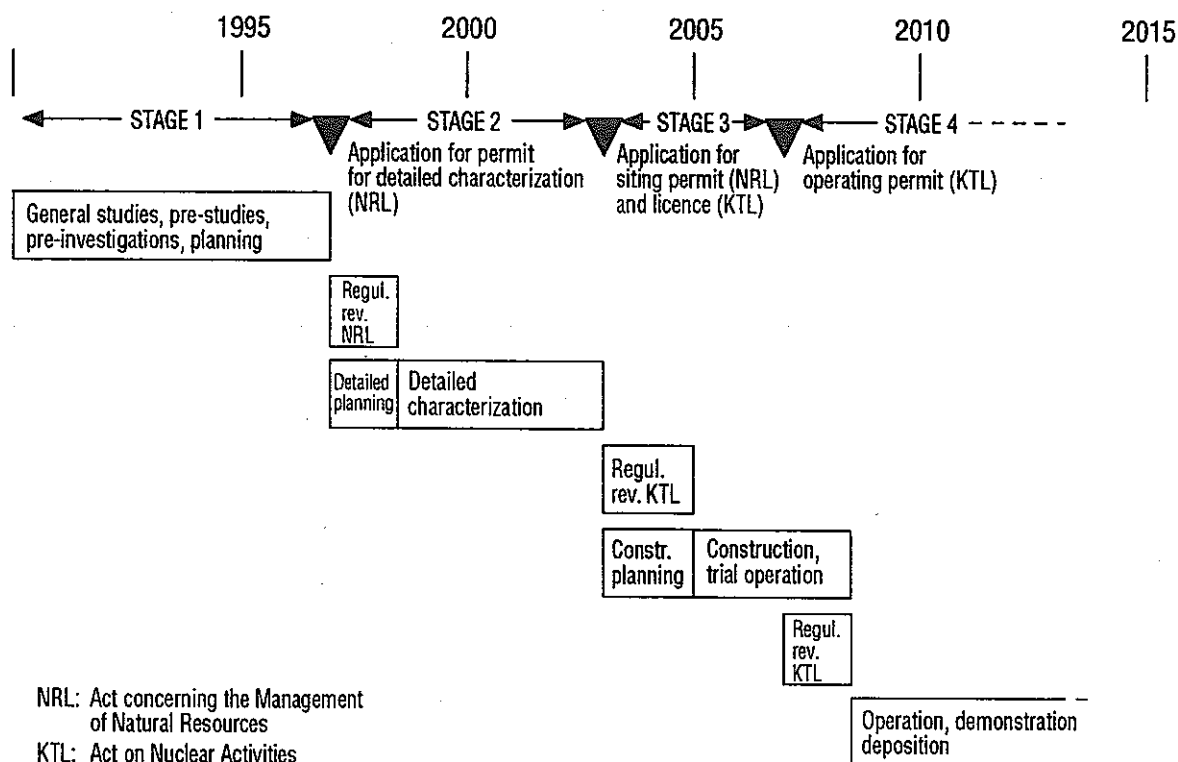 1995 2000 2005 2010 2015
STAGE 1 STAGE 2 STAGE 3 STAGE 4
Application for permit
for detailed characterization
(NRL)
Application for
siting permit (NRL)
and licence (KTL)
Application for
operating permit (KTL)
General studies, pre-studies,
pre-investigations, planning
Regul.
rev.
NRL
Detailed
planning
Detailed
characterization
Regul.
rev. KTL
Constr.
planning
Construction,
trial operation
Regul.
rev.
KTL
NRL: Act concerning the Management
of Natural Resources
KTL: Act on Nuclear Activities
Operation, demonstration
deposition